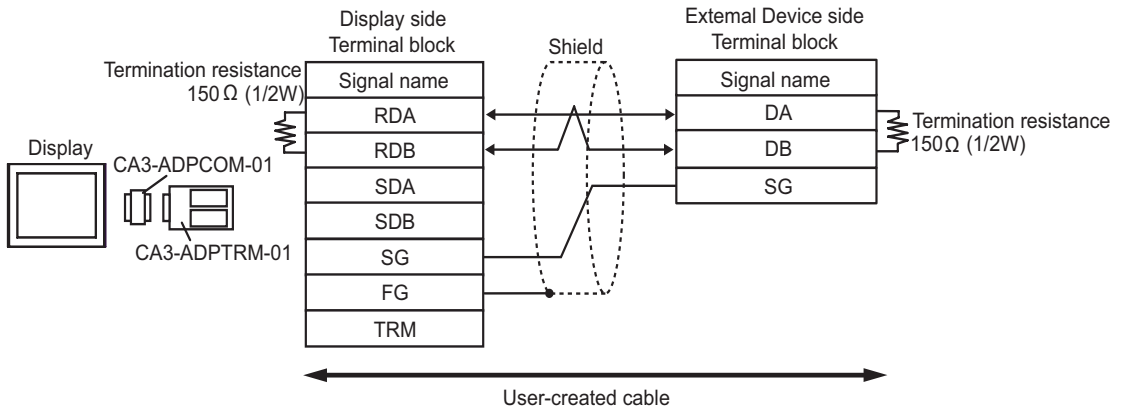 Display side
Terminal block
External Device side
Terminal block
Shield
Termination resistance
150Ω (1/2W)
Signal name
RDA
RDB
SDA
SDB
SG
FG
TRM
Signal name
DA
DB
SG
Termination resistance
150Ω (1/2W)
Display
CA3-ADPCOM-01
CA3-ADPTRM-01
User-created cable